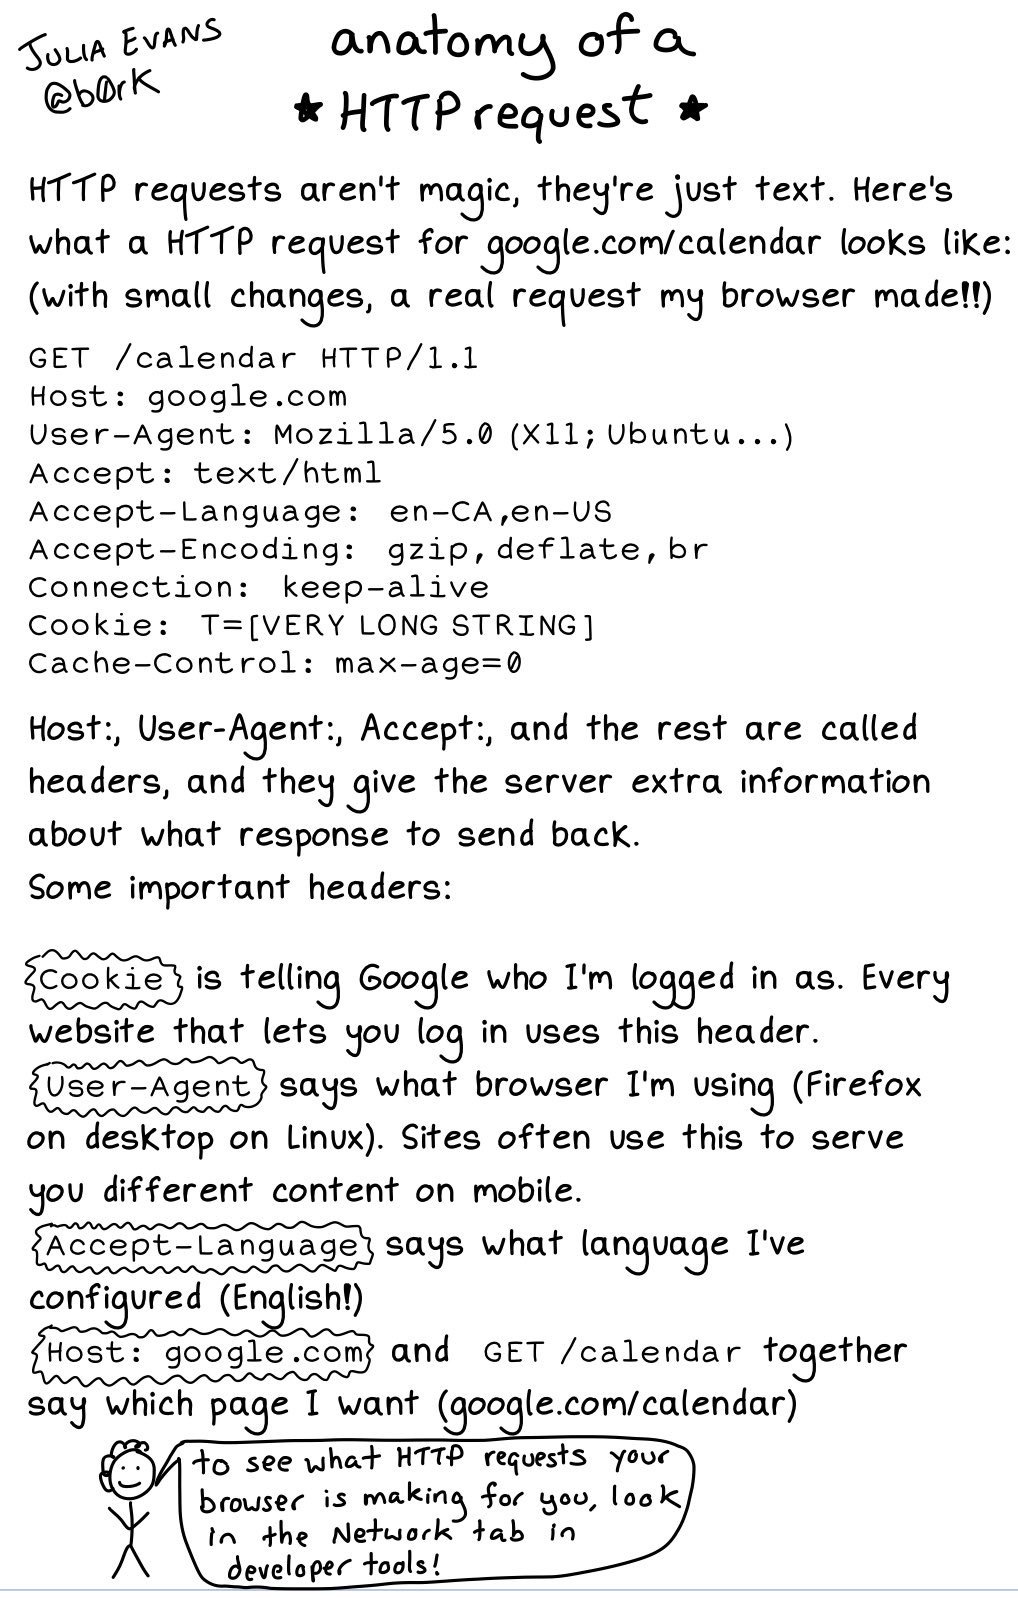 JULIA EVANS
@b0rk
anatomy of a
★ HTTP request ★
HTTP requests aren't magic, they're just text. Here's
what a HTTP request for google.com/calendar looks like:
(with small changes, a real request my browser made!!)
GET /calendar HTTP/1.1
Host: google.com
User-Agent: Mozilla/5.0 (X11; Ubuntu...)
Accept: text/html
Accept-Language: en-CA,en-US
Accept-Encoding: gzip, deflate, br
Connection: keep-alive
Cookie: T=[VERY LONG STRING]
Cache-Control: max-age=0
Host:, User-Agent:, Accept:, and the rest are called
headers, and they give the server extra information
about what response to send back.
Some important headers:
Cookie is telling Google who I'm logged in as. Every
website that lets you log in uses this header.
User-Agent says what browser I'm using (Firefox
on desktop on Linux). Sites often use this to serve
you different content on mobile.
Accept-Language says what language I've
configured (English!)
Host: google.com and GET /calendar together
say which page I want (google.com/calendar)
to see what HTTP requests your
browser is making for you, look
in the Network tab in
developer tools!